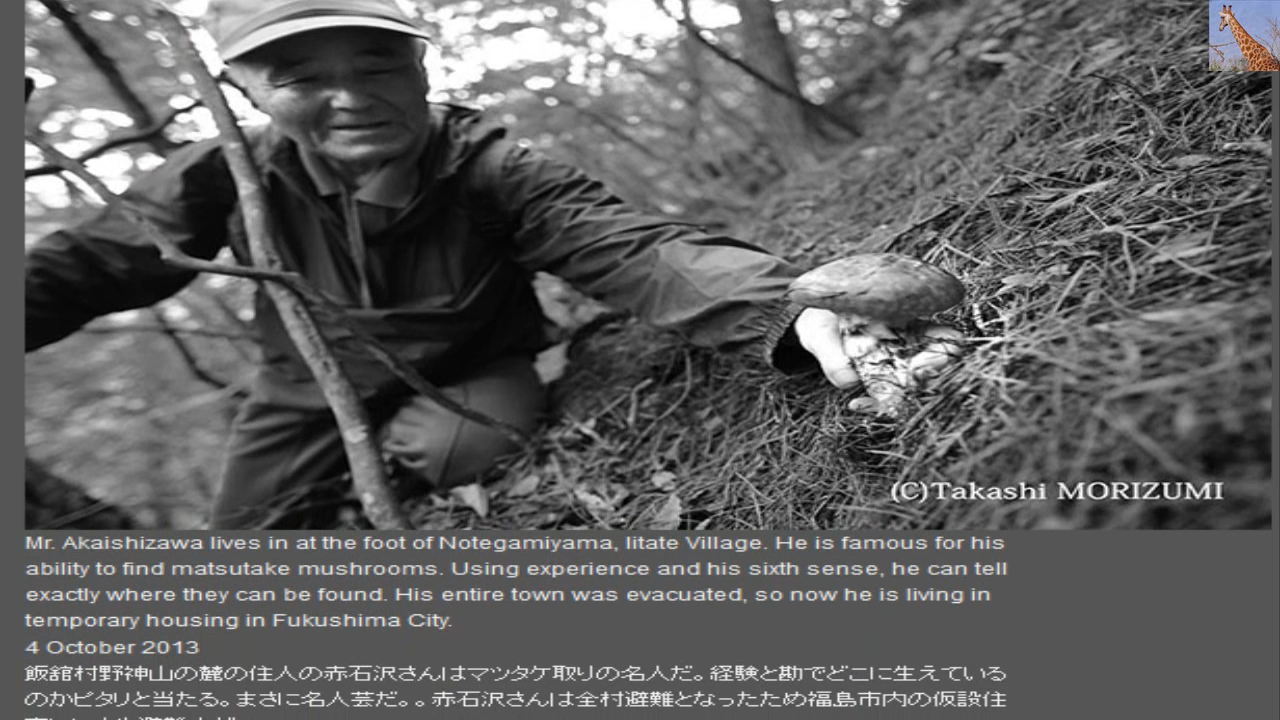 (C)Takashi MORIZUMI
Mr. Akaishizawa lives in at the foot of Notegamiyama, Iitate Village. He is famous for his
ability to find matsutake mushrooms. Using experience and his sixth sense, he can tell
exactly where they can be found. His entire town was evacuated, so now he is living in
temporary housing in Fukushima City.
4 October 2013
飯舘村野神山の麓の住人の赤石沢さんはマツタケ取りの名人だ。経験と勘でどこに生えている
のかピタリと当たる。まさに名人芸だ。。赤石沢さんは全村避難となったため福島市内の仮設住